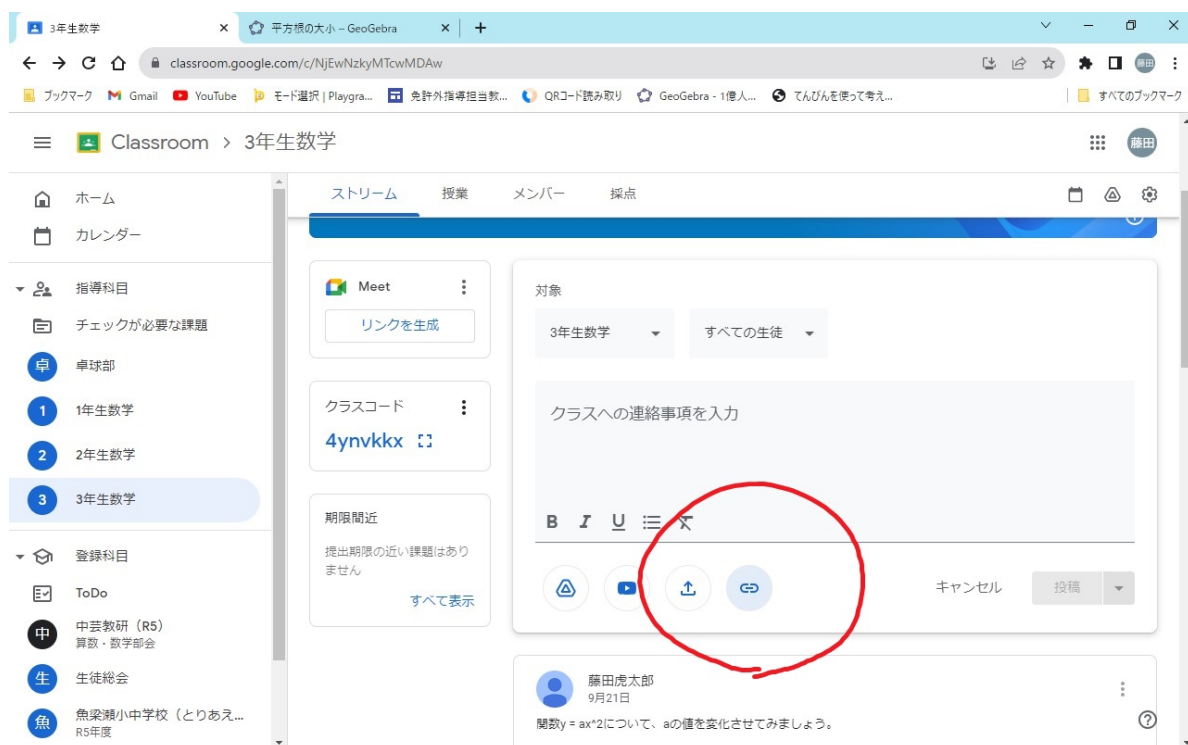 3年生数学
平方根の大小 – GeoGebra
classroom.google.com/c/NjEwNzkyMTcwMDAw
藤田
ブックマーク
Gmail
YouTube
モード選択 | Playgra...
免許外指導担当教...
QRコード読み取り
GeoGebra - 1億人...
てんびんを使って考え...
すべてのブックマーク
Classroom > 3年生数学
藤田
ホーム
カレンダー
指導科目
チェックが必要な課題
卓 卓球部
1 1年生数学
2 2年生数学
3 3年生数学
登録科目
ToDo
中 中芸教研（R5）
算数・数学部会
生 生徒総会
魚 魚梁瀬小中学校（とりあえ...
R5年度
ストリーム 授業 メンバー 採点
Meet
リンクを生成
クラスコード
4ynvkkx
期限間近
提出期限の近い課題はあり
ません
すべて表示
対象
3年生数学 すべての生徒
クラスへの連絡事項を入力
B I U
キャンセル 投稿
藤田虎太郎
9月21日
関数y = ax^2について、aの値を変化させてみましょう。